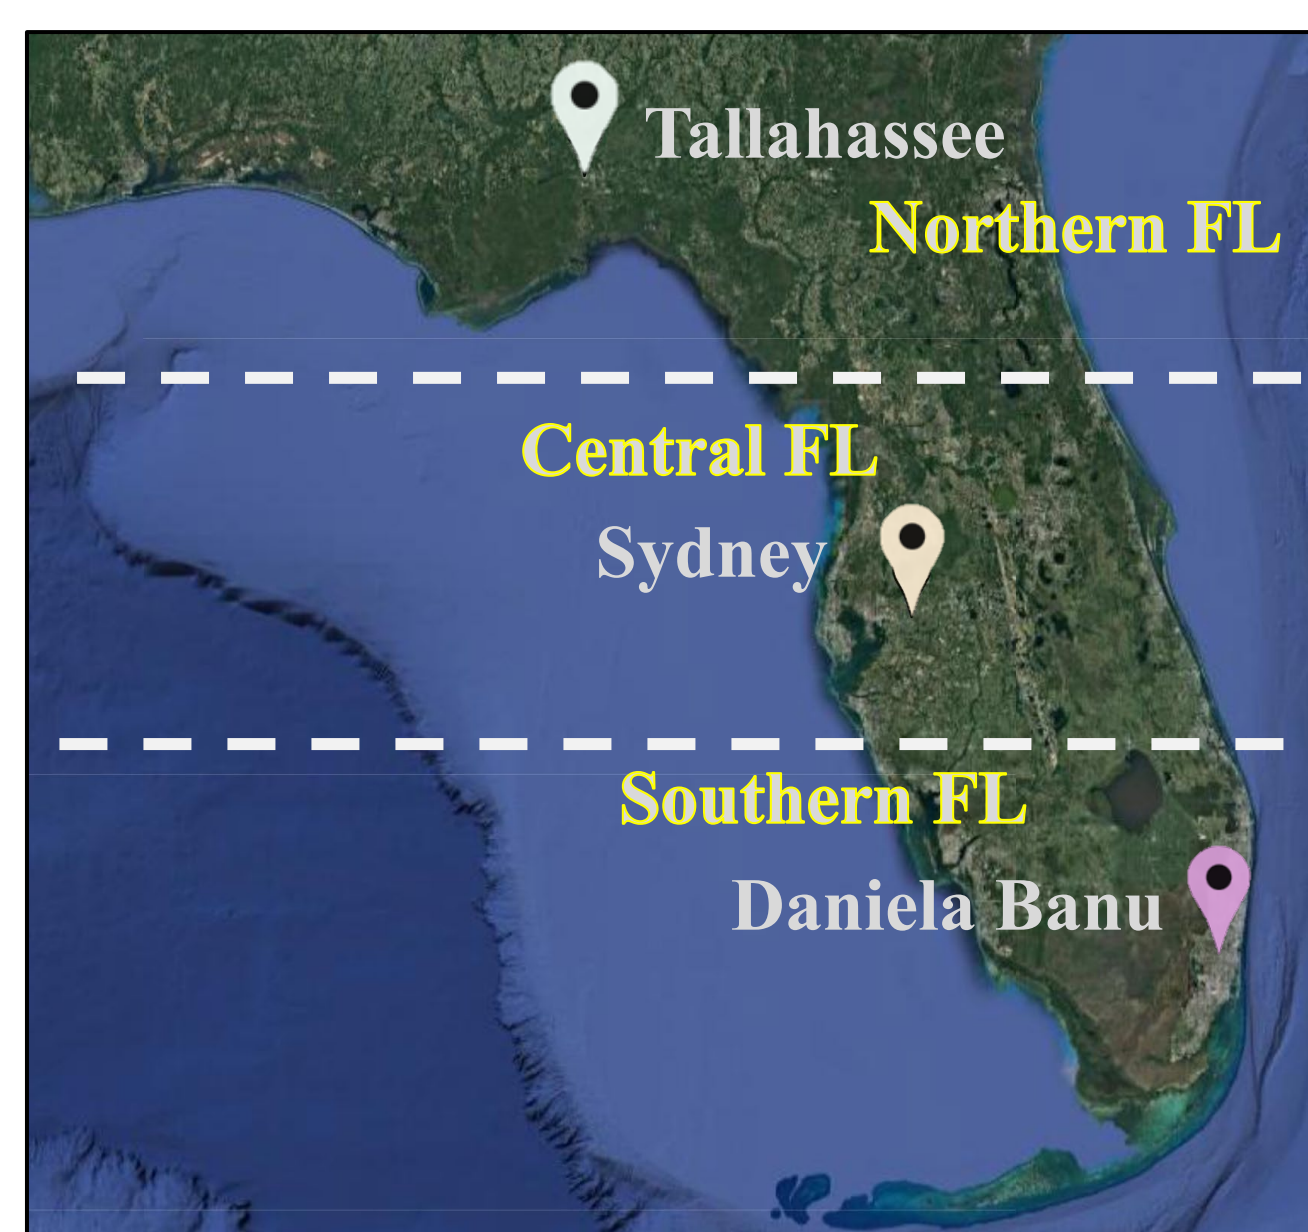 Tallahassee
Northern FL
Central FL
Sydney
Southern FL
Daniela Banu